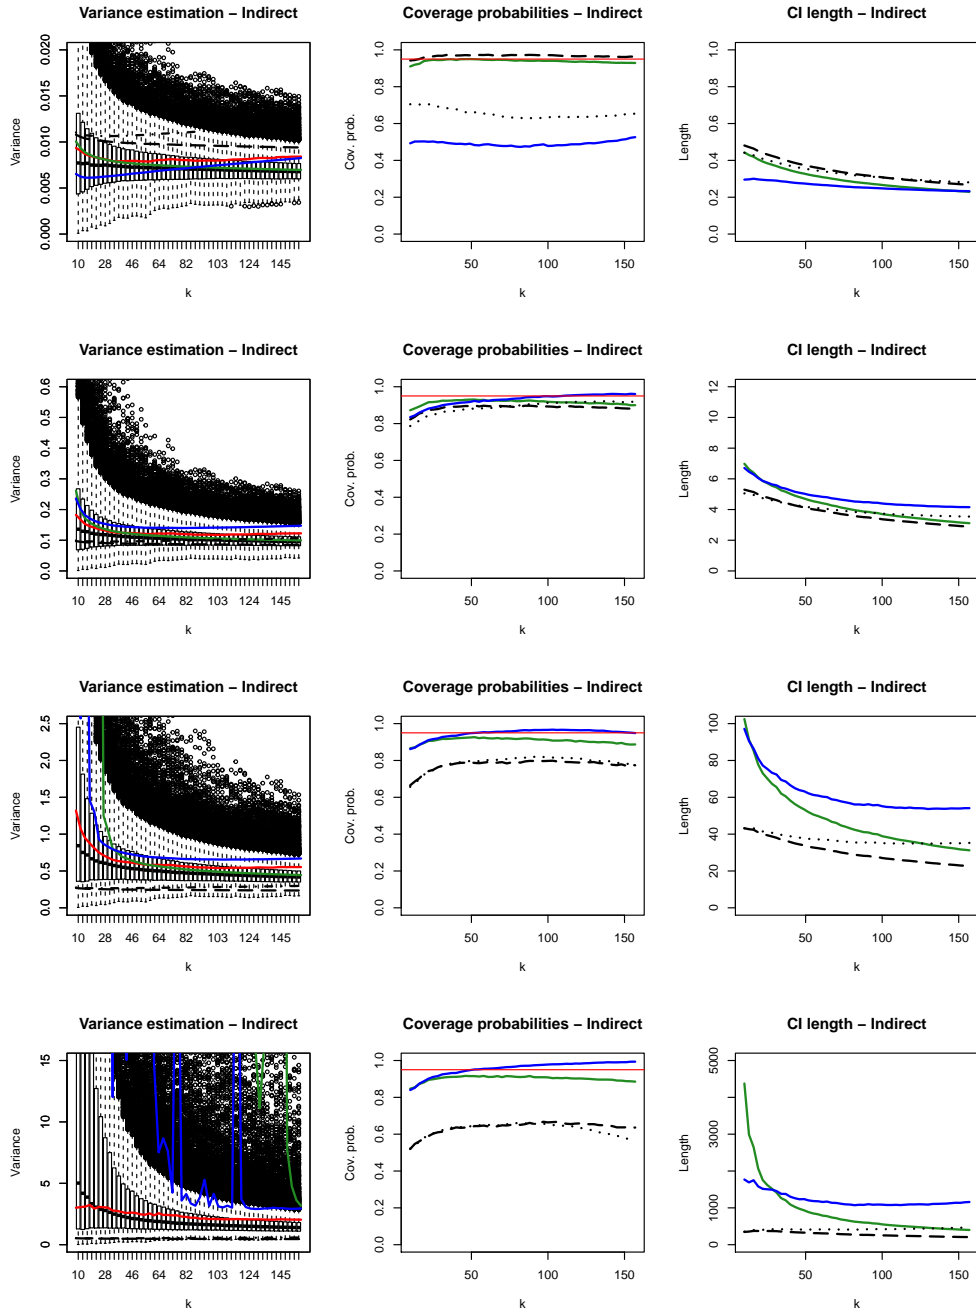 Variance estimation – Indirect
Coverage probabilities – Indirect
CI length – Indirect
Variance
0.000 0.005 0.010 0.015 0.020
10 28 46 64 82 103 124 145
k
Cov. prob.
0.0 0.2 0.4 0.6 0.8 1.0
50 100 150
k
Length
0.0 0.2 0.4 0.6 0.8 1.0
50 100 150
k
Variance estimation – Indirect
Coverage probabilities – Indirect
CI length – Indirect
Variance
0.0 0.1 0.2 0.3 0.4 0.5 0.6
10 28 46 64 82 103 124 145
k
Cov. prob.
0.0 0.2 0.4 0.6 0.8 1.0
50 100 150
k
Length
0 2 4 6 8 10 12
50 100 150
k
Variance estimation – Indirect
Coverage probabilities – Indirect
CI length – Indirect
Variance
0.0 0.5 1.0 1.5 2.0 2.5
10 28 46 64 82 103 124 145
k
Cov. prob.
0.0 0.2 0.4 0.6 0.8 1.0
50 100 150
k
Length
0 20 40 60 80 100
50 100 150
k
Variance estimation – Indirect
Coverage probabilities – Indirect
CI length – Indirect
Variance
0 5 10 15
10 28 46 64 82 103 124 145
k
Cov. prob.
0.0 0.2 0.4 0.6 0.8 1.0
50 100 150
k
Length
0 1000 3000 5000
50 100 150
k